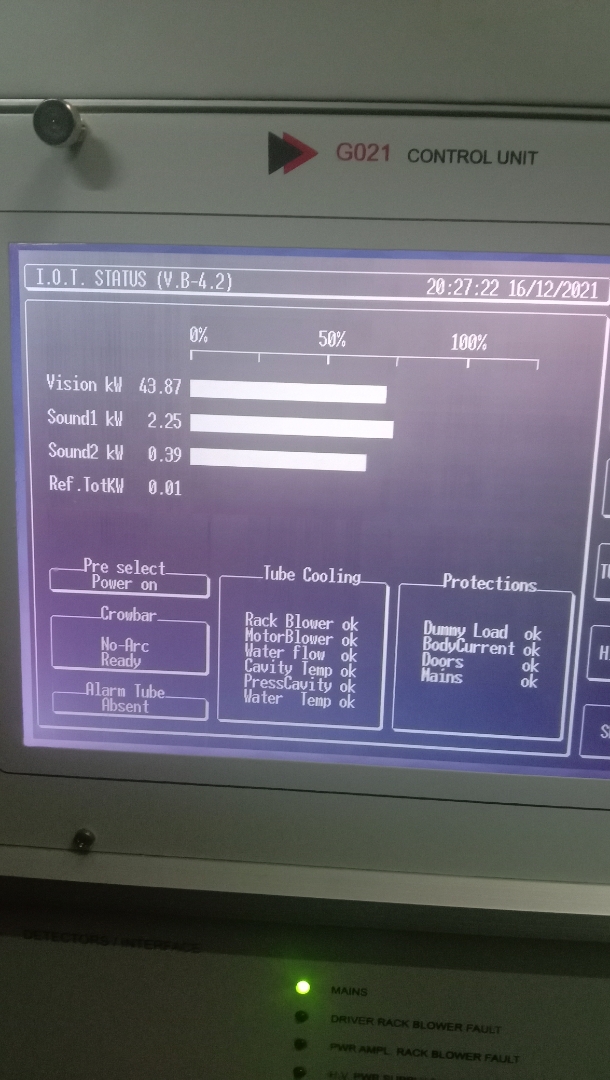 G021 CONTROL UNIT
I.O.T. STATUS (V.B-4.2) 20:27:22 16/12/2021
0% 50% 100%
Vision kW 43.87
Sound1 kW 2.25
Sound2 kW 0.39
Ref.TotKW 0.01
Pre select
Power on
Crowbar
No-Arc
Ready
Alarm Tube
Absent
Tube Cooling
Rack Blower ok
MotorBlower ok
Water flow ok
Cavity Temp ok
PressCavity ok
Water Temp ok
Protections
Dummy Load ok
BodyCurrent ok
Doors ok
Mains ok
DETECTORS / INTERFACE
MAINS
DRIVER RACK BLOWER FAULT
PWR AMPL. RACK BLOWER FAULT